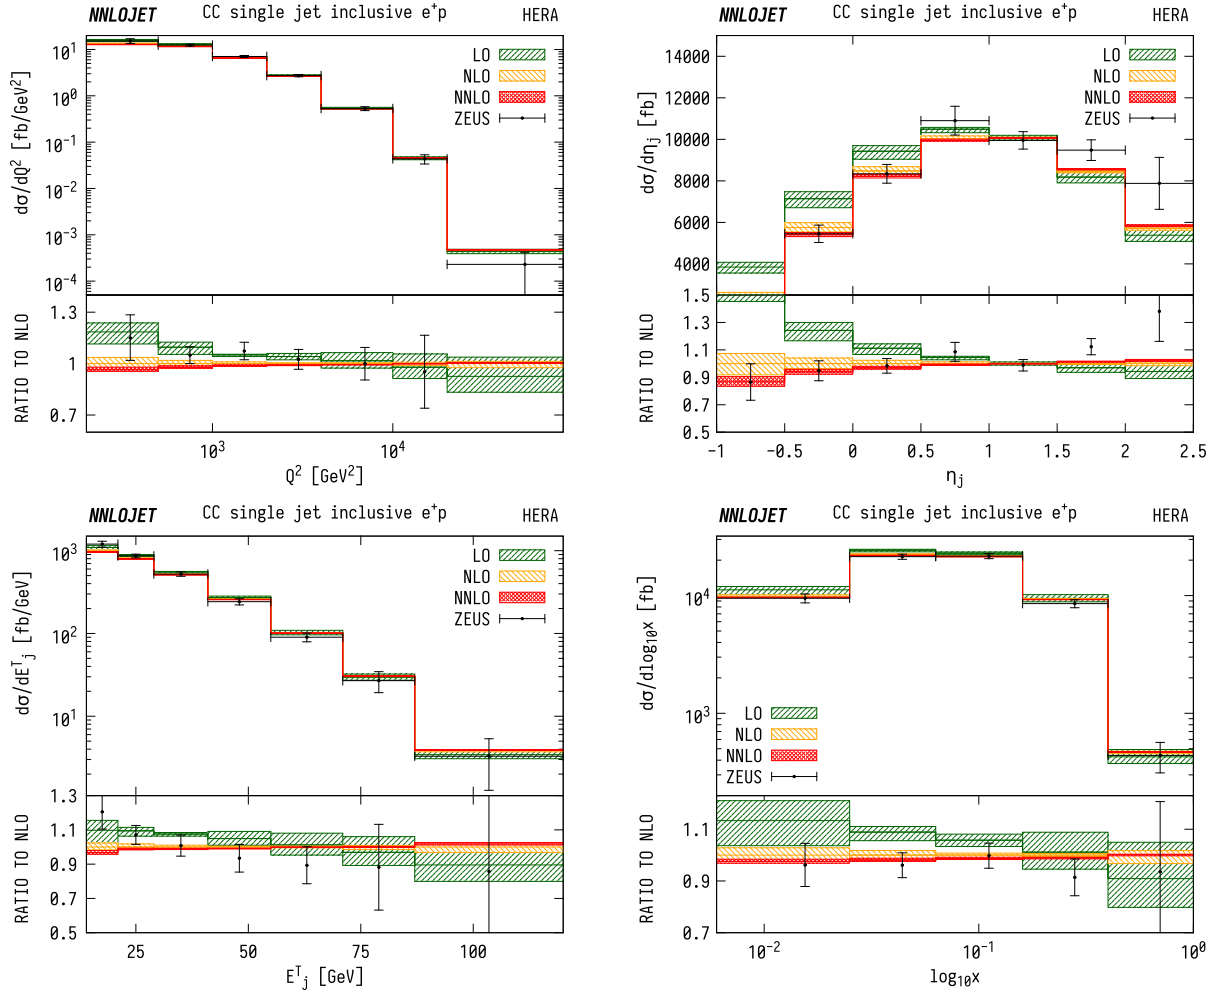 NNLOJET CC single jet inclusive e⁺p HERA
dσ/dQ² [fb/GeV²]
10¹
10⁰
10⁻¹
10⁻²
10⁻³
10⁻⁴
LO
NLO
NNLO
ZEUS
RATIO TO NLO
1.3
1
0.7
10³ 10⁴
Q² [GeV²]
NNLOJET CC single jet inclusive e⁺p HERA
dσ/dηⱼ [fb]
14000
12000
10000
8000
6000
4000
LO
NLO
NNLO
ZEUS
RATIO TO NLO
1.5
1.3
1.1
0.9
0.7
0.5
-1 -0.5 0 0.5 1 1.5 2 2.5
ηⱼ
NNLOJET CC single jet inclusive e⁺p HERA
dσ/dEᵀⱼ [fb/GeV]
10³
10²
10¹
LO
NLO
NNLO
ZEUS
RATIO TO NLO
1.3
1.1
0.9
0.7
0.5
25 50 75 100
Eᵀⱼ [GeV]
NNLOJET CC single jet inclusive e⁺p HERA
dσ/dlog₁₀x [fb]
10⁴
10³
LO
NLO
NNLO
ZEUS
RATIO TO NLO
1.1
0.9
0.7
10⁻² 10⁻¹ 10⁰
log₁₀x